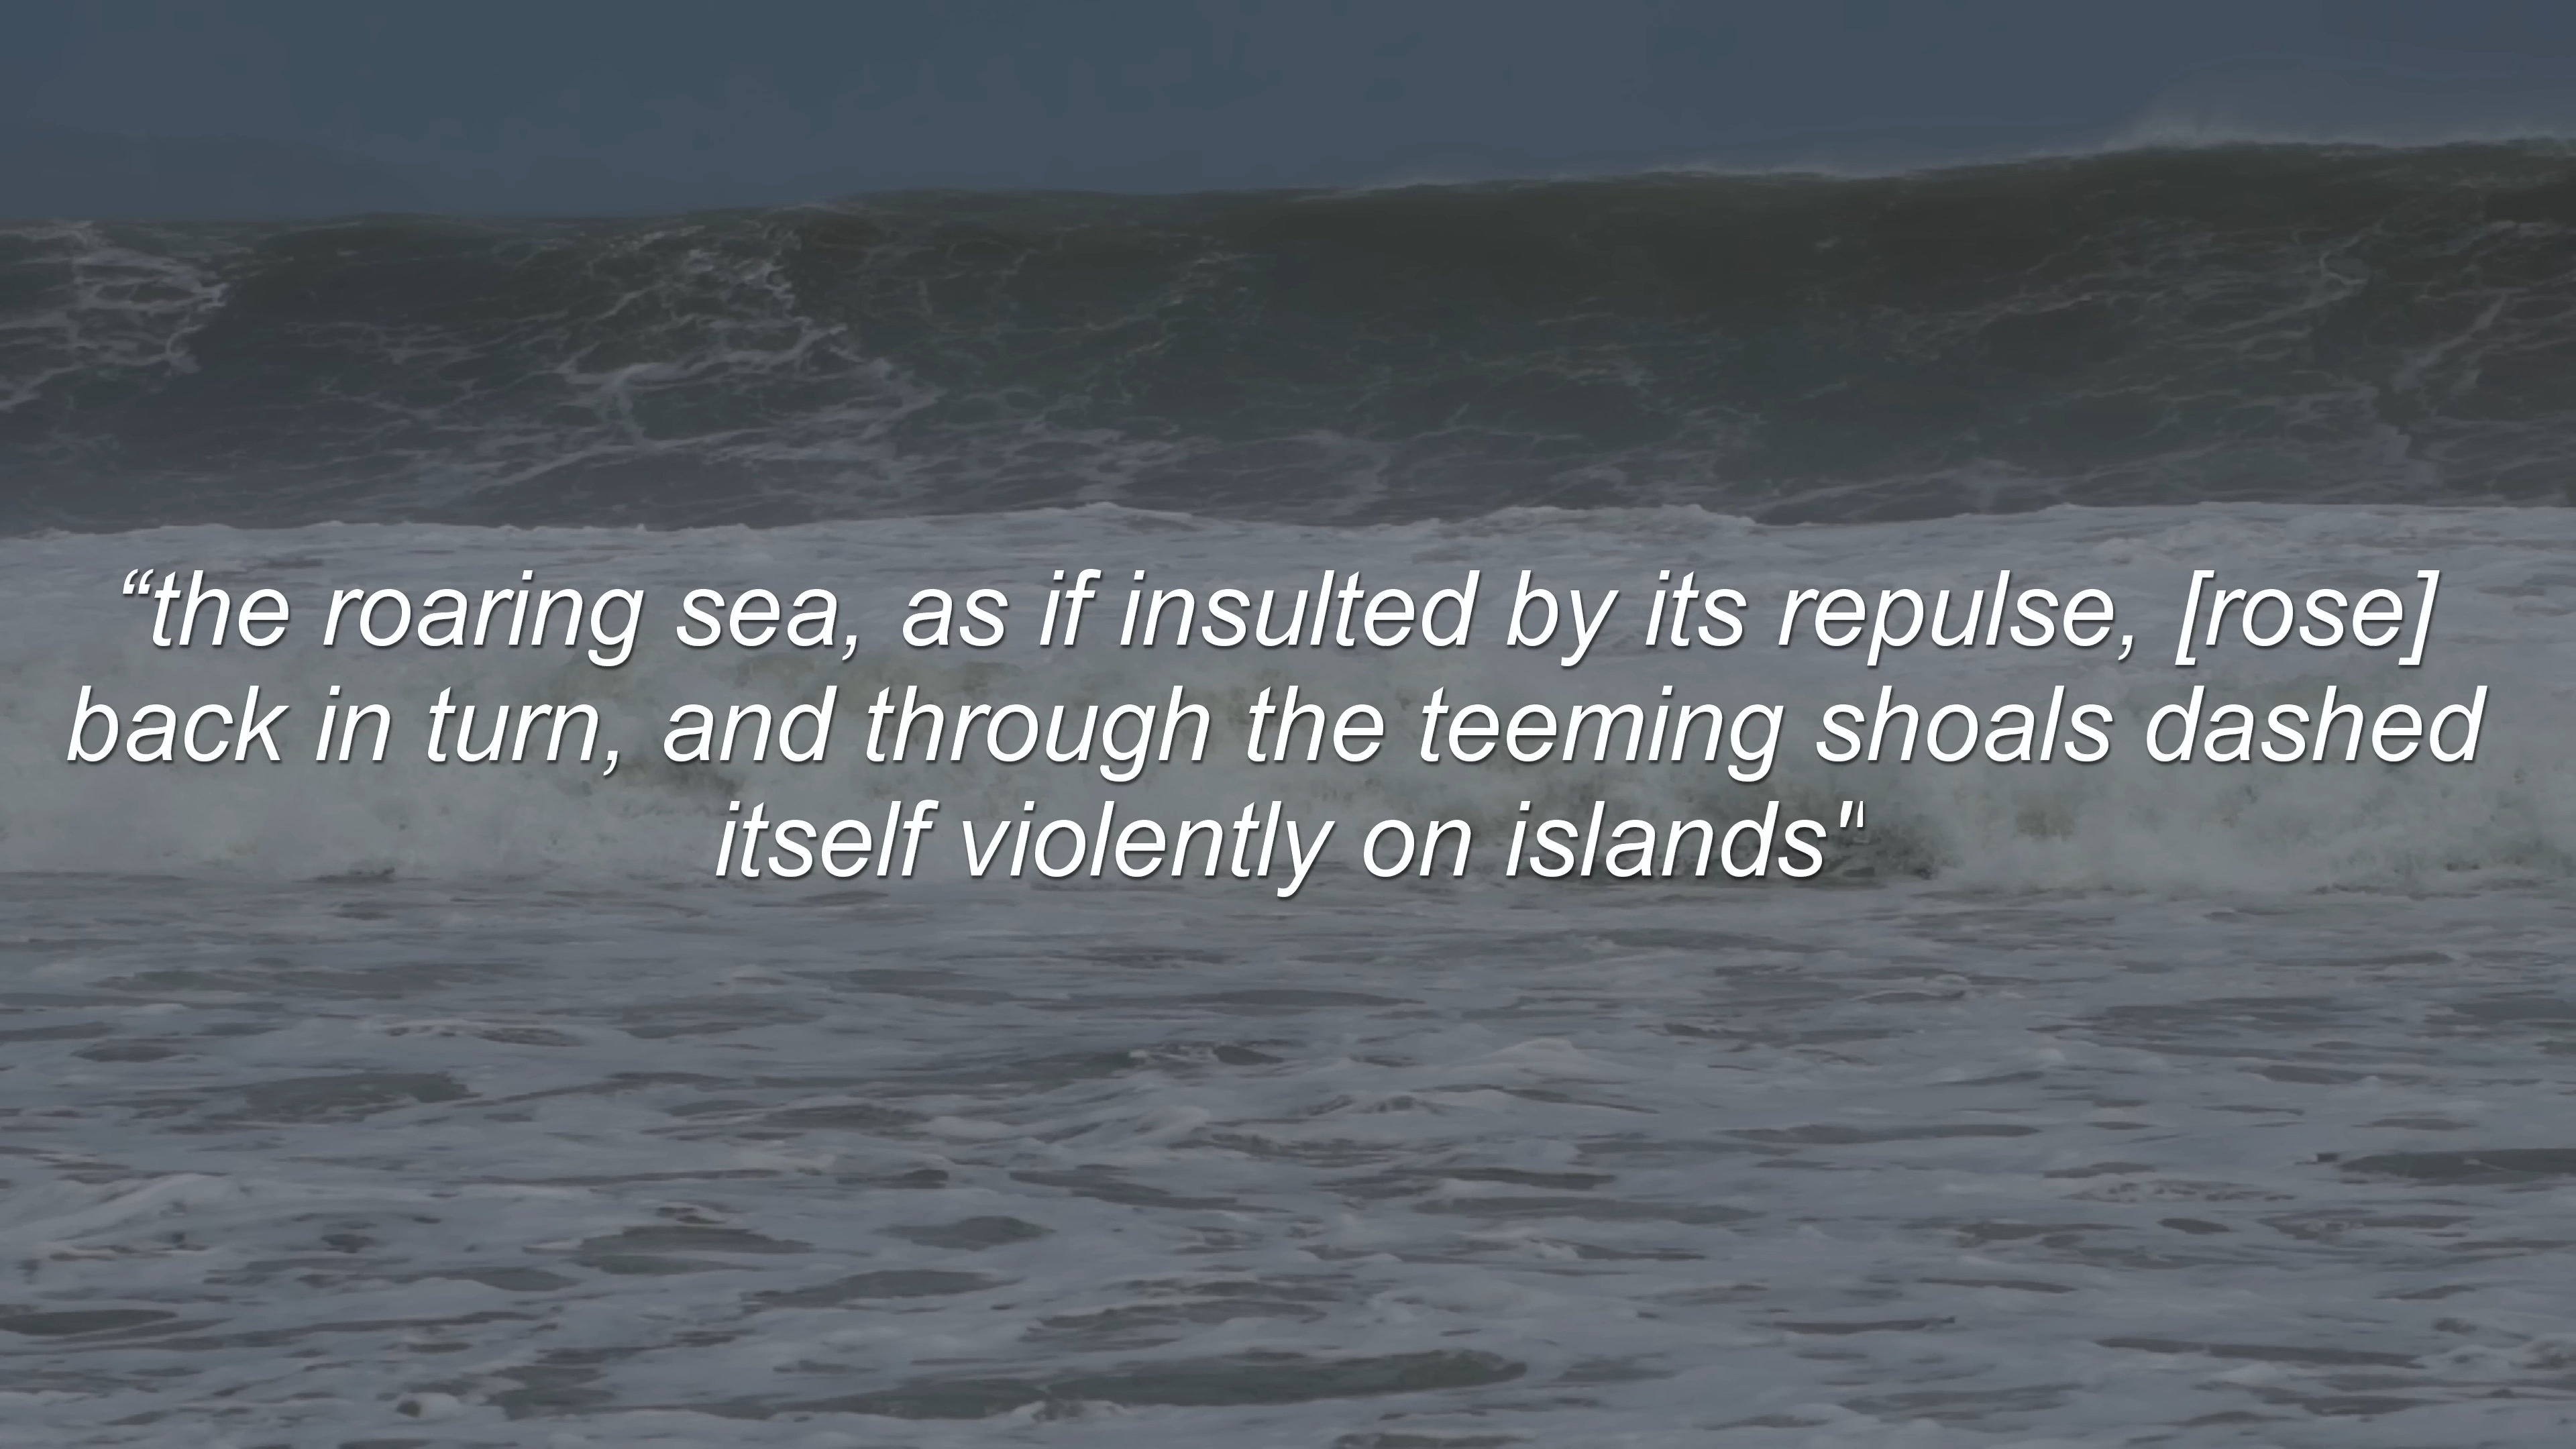 “the roaring sea, as if insulted by its repulse, [rose]
back in turn, and through the teeming shoals dashed
itself violently on islands"